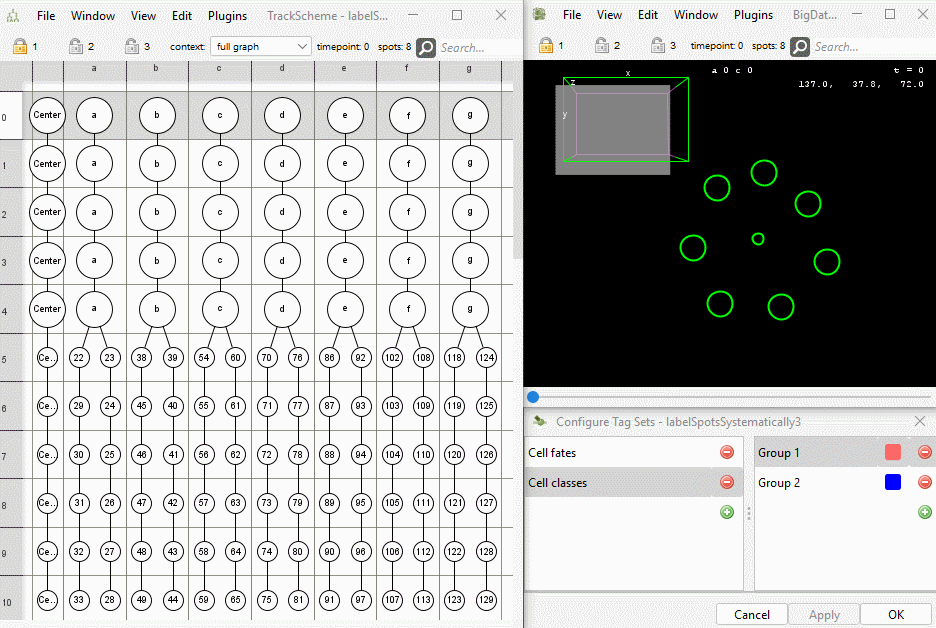 File Window View Edit Plugins TrackScheme - labelS...
1 2 3 context: full graph timepoint: 0 spots: 8 Search...
a b c d e f g
0 Center a b c d e f g
1 Center a b c d e f g
2 Center a b c d e f g
3 Center a b c d e f g
4 Center a b c d e f g
5 Ce.. 22 23 38 39 54 60 70 76 86 92 102 108 118 124
6 Ce.. 29 24 45 40 55 61 71 77 87 93 103 109 119 125
7 Ce.. 30 25 46 41 56 62 72 78 88 94 104 110 120 126
8 Ce.. 31 26 47 42 57 63 73 79 89 95 105 111 121 127
9 Ce.. 32 27 48 43 58 64 74 80 90 96 106 112 122 128
10 Ce.. 33 28 49 44 59 65 75 81 91 97 107 113 123 129
File View Edit Window Plugins BigDat...
1 2 3 timepoint: 0 spots: 8 Search...
x a 0 c 0 t = 0
z 137.0, 37.8, 72.0
y
Configure Tag Sets - labelSpotsSystematically3
Cell fates Group 1
Cell classes Group 2
Cancel Apply OK